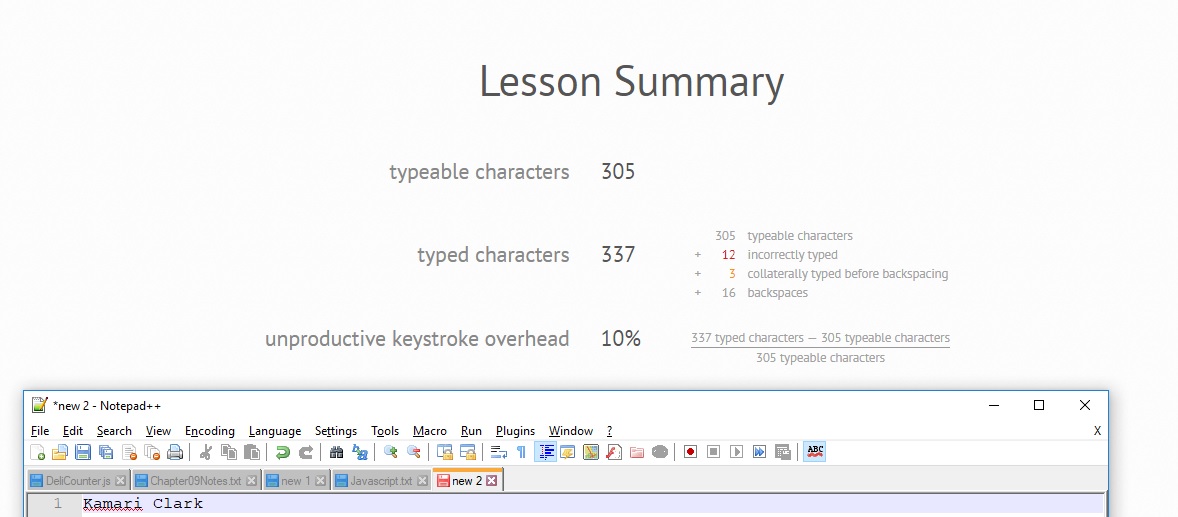 Lesson Summary
typeable characters 305
typed characters 337
305 typeable characters
+ 12 incorrectly typed
+ 3 collaterally typed before backspacing
+ 16 backspaces
unproductive keystroke overhead 10%
337 typed characters — 305 typeable characters
305 typeable characters
*new 2 - Notepad++
File Edit Search View Encoding Language Settings Tools Macro Run Plugins Window ? X
ABC
DeliCounter.js Chapter09Notes.txt new 1 Javascript.txt new 2
1 Kamari Clark